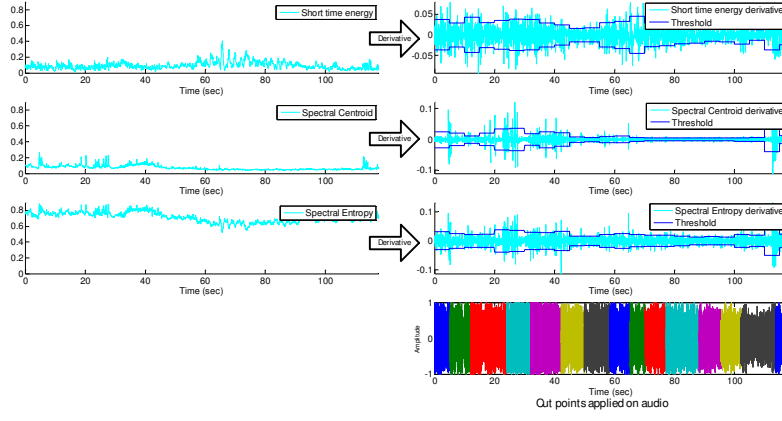 0.8
0.6
0.4
0.2
0
0 20 40 60 80 100
Time (sec)
Short time energy
Derivative
0.05
0
-0.05
0 20 40 60 80 100
Time (sec)
Short time energy derivative
Threshold
0.8
0.6
0.4
0.2
0
0 20 40 60 80 100
Time (sec)
Spectral Centroid
Derivative
0.1
0
-0.1
0 20 40 60 80 100
Time (sec)
Spectral Centroid derivative
Threshold
0.8
0.6
0.4
0.2
0
0 20 40 60 80 100
Time (sec)
Spectral Entropy
Derivative
0.1
0
-0.1
0 20 40 60 80 100
Time (sec)
Spectral Entropy derivative
Threshold
Amplitude
1
0
-1
0 20 40 60 80 100
Time (sec)
Cut points applied on audio